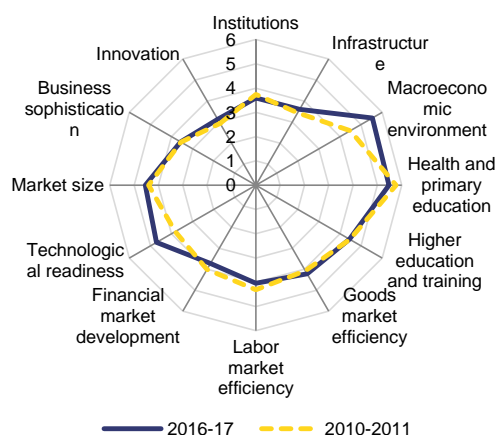 Institutions
Infrastructur
e
Macroeono
mic
environment
Health and
primary
education
Higher
education
and training
Goods
market
efficiency
Labor
market
efficiency
Financial
market
development
Technologic
al readiness
Market size
Business
sophisticatio
n
Innovation
6
5
4
3
2
1
0
2016-17
2010-2011